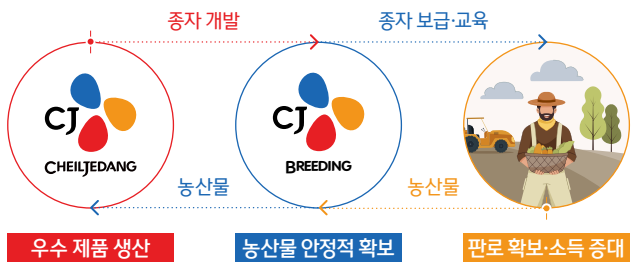 종자 개발
종자 보급·교육
CJ
CHEILJEDANG
CJ
BREEDING
농산물
농산물
우수 제품 생산
농산물 안정적 확보
판로 확보·소득 증대